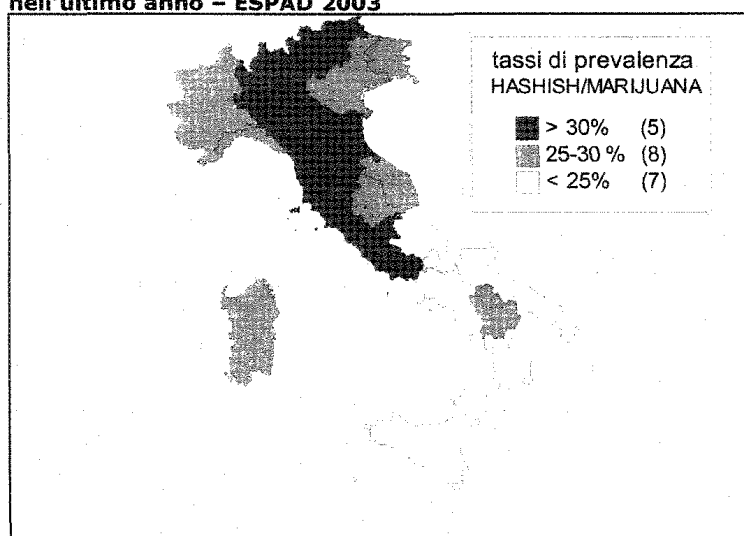 nell'ultimo anno – ESPAD 2003
tassi di prevalenza
HASHISH/MARIJUANA
> 30% (5)
25-30 % (8)
< 25% (7)